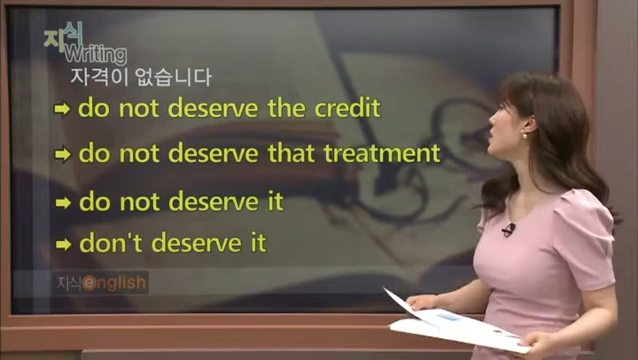 지식
Writing
자격이 없습니다
➡ do not deserve the credit
➡ do not deserve that treatment
➡ do not deserve it
➡ don't deserve it
지식english